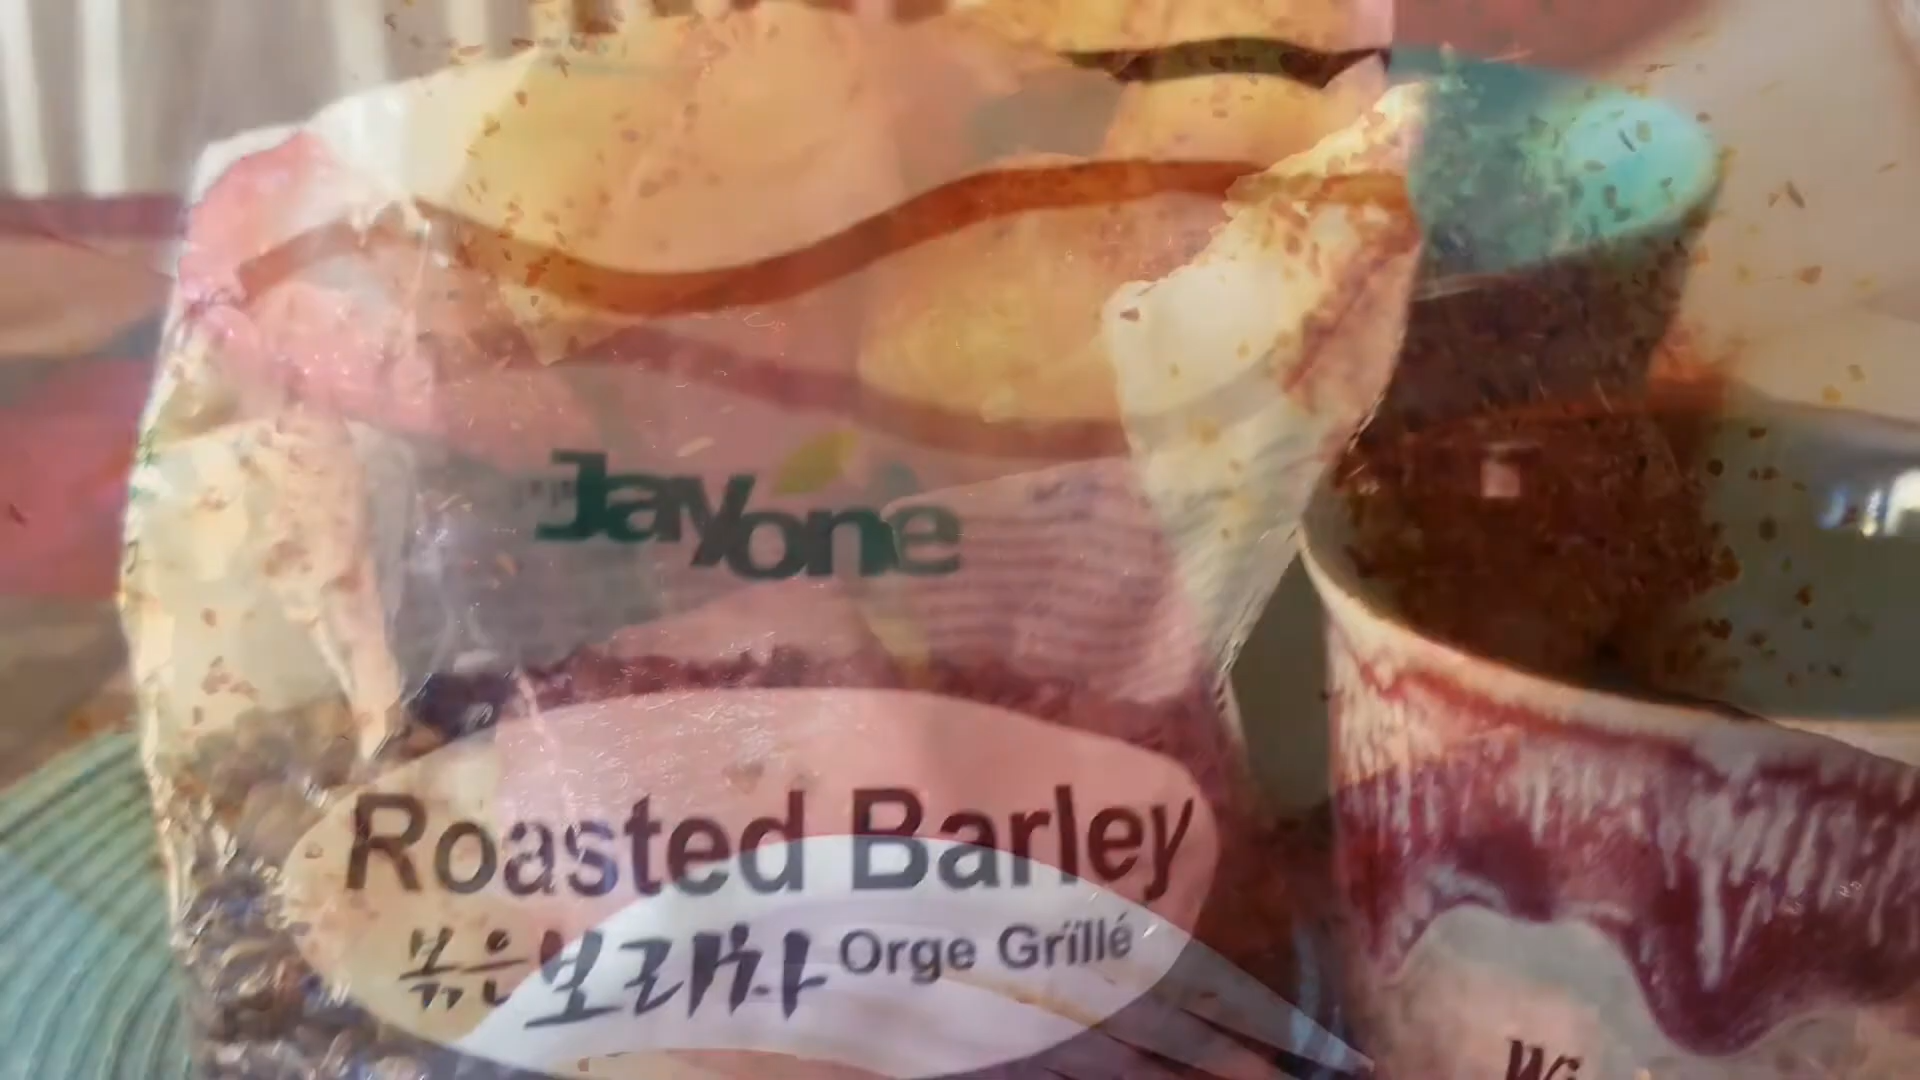 Jayone
Roasted Barley
볶은 보리차 Orge Grillé